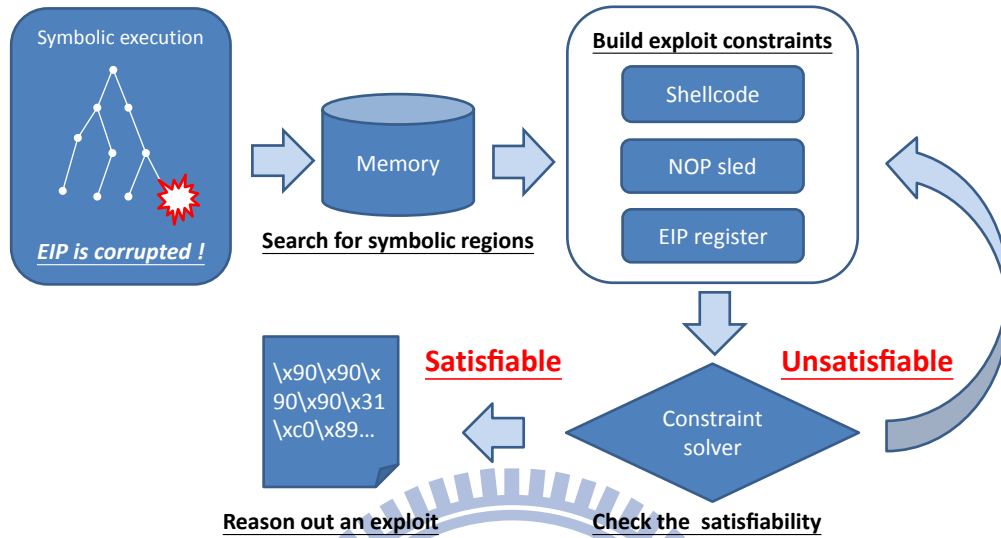 Symbolic execution
EIP is corrupted !
Memory
Search for symbolic regions
Build exploit constraints
Shellcode
NOP sled
EIP register
Satisfiable
Unsatisfiable
\x90\x90\x
90\x90\x31
\xc0\x89...
Constraint
solver
Reason out an exploit
Check the  satisfiability